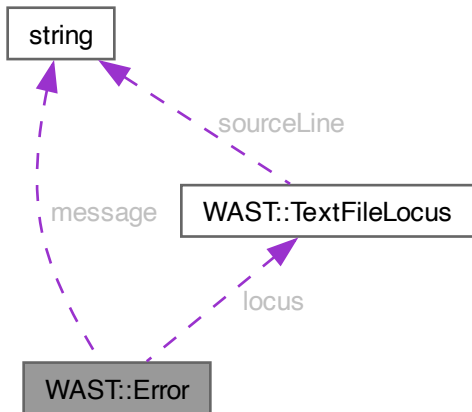 string
sourceLine
WAST::TextFileLocus
message
locus
WAST::Error